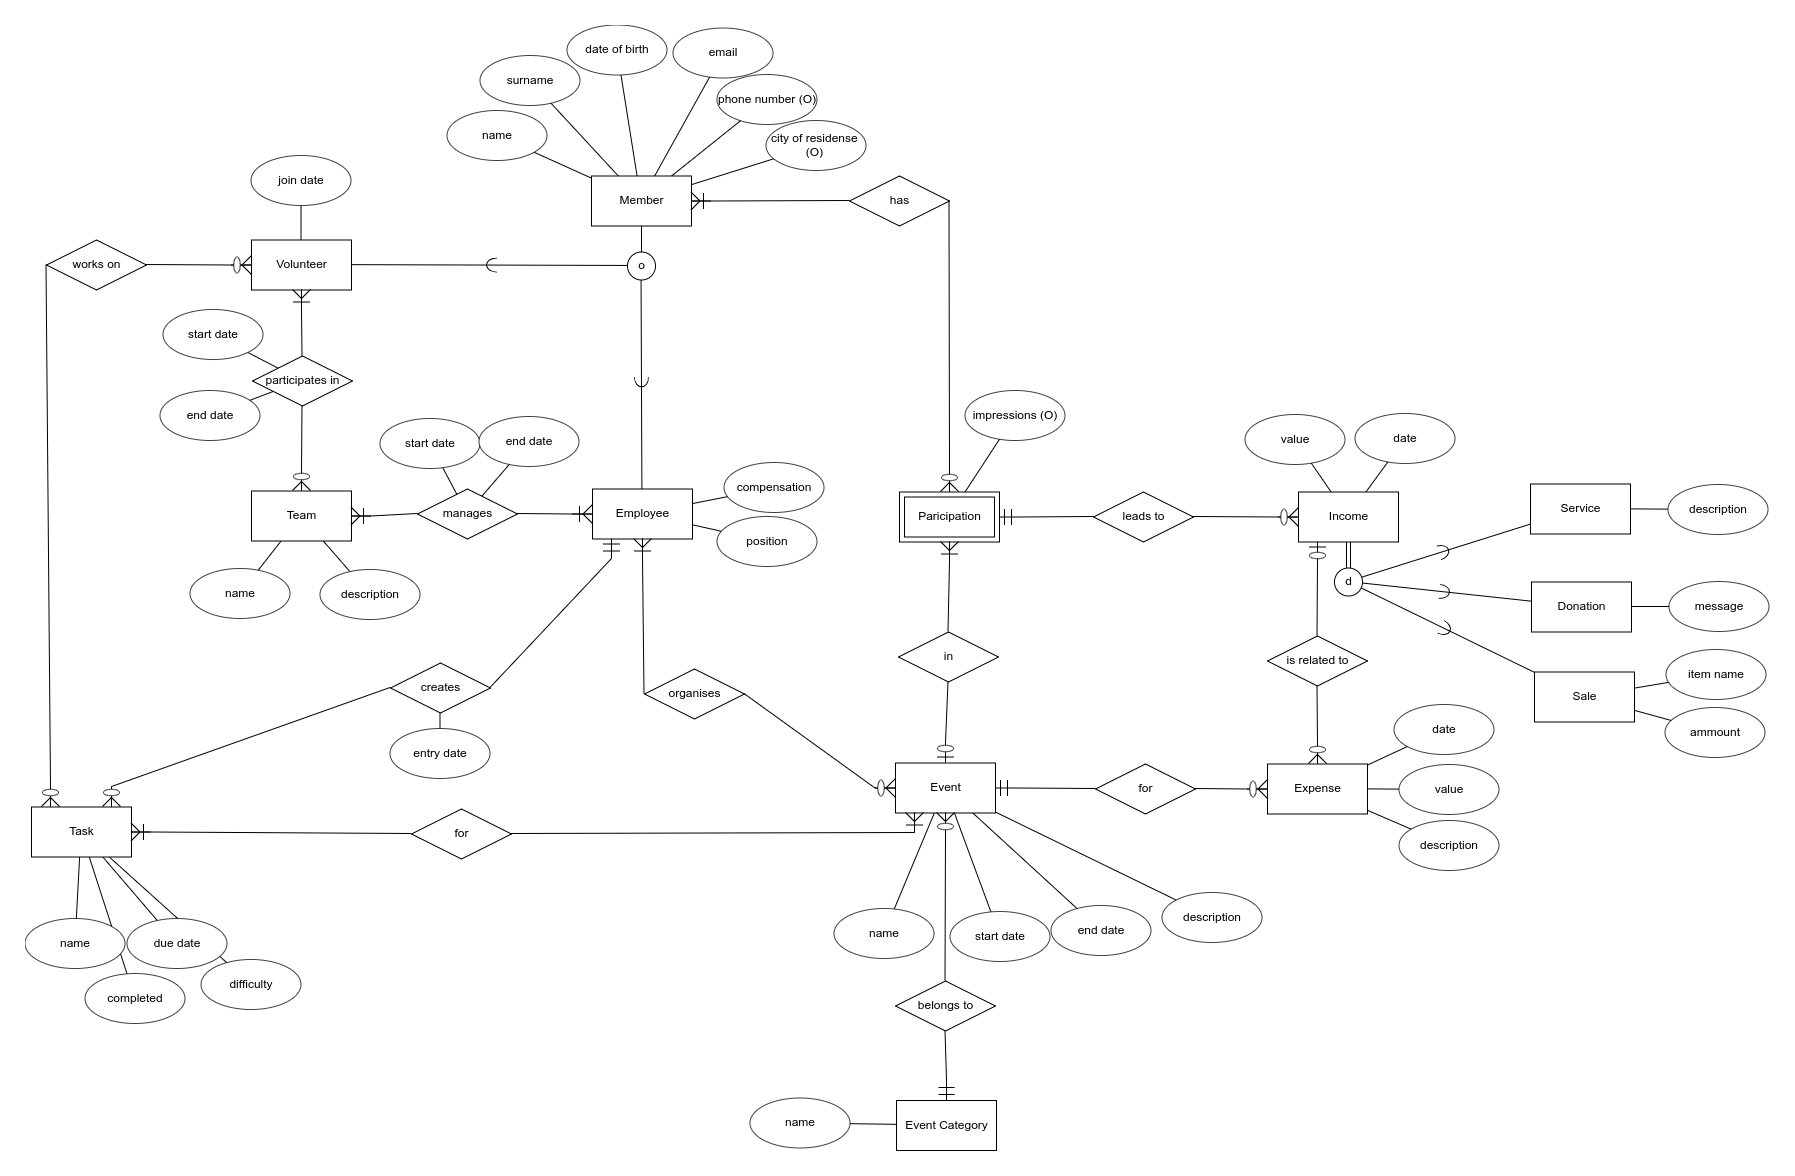 date of birth
email
surname
phone number (O)
name
city of residense
(O)
join date
Member
has
works on
Volunteer
o
start date
participates in
end date
start date
end date
impressions (O)
value
date
compensation
Team
manages
Employee
Paricipation
leads to
Income
Service
description
position
d
name
description
Donation
message
in
is related to
creates
organises
item name
Sale
date
ammount
entry date
Event
for
Expense
value
Task
for
description
name
due date
name
start date
end date
description
completed
difficulty
belongs to
name
Event Category